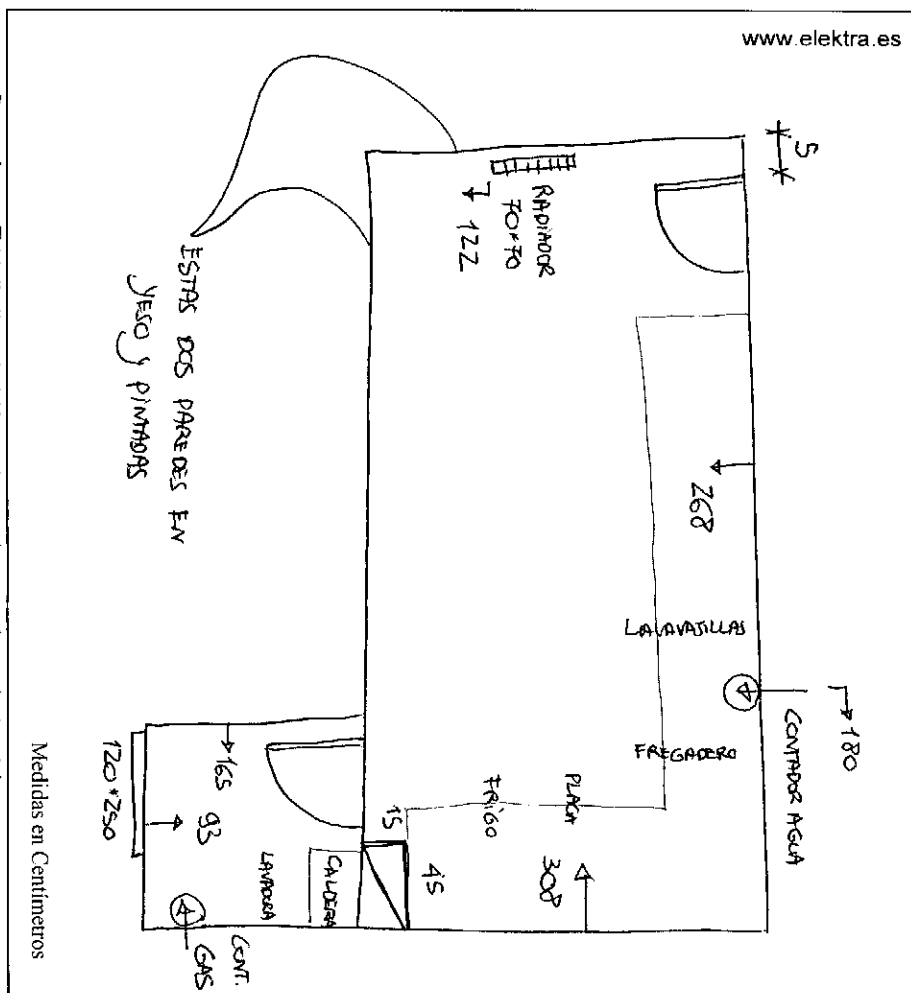 www.elektra.es
5
RADIADOR
70*70
122
ESTAS DOS PAREDES EN
YESO y PINTADAS
268
LAVAVAJILLAS
180
CONTADOR AGUA
FREGADERO
PLACA
FRIGO
308
45
15
165
93
120*250
CALDERA
LAVADORA
CONT.
GAS
Medidas en Centímetros